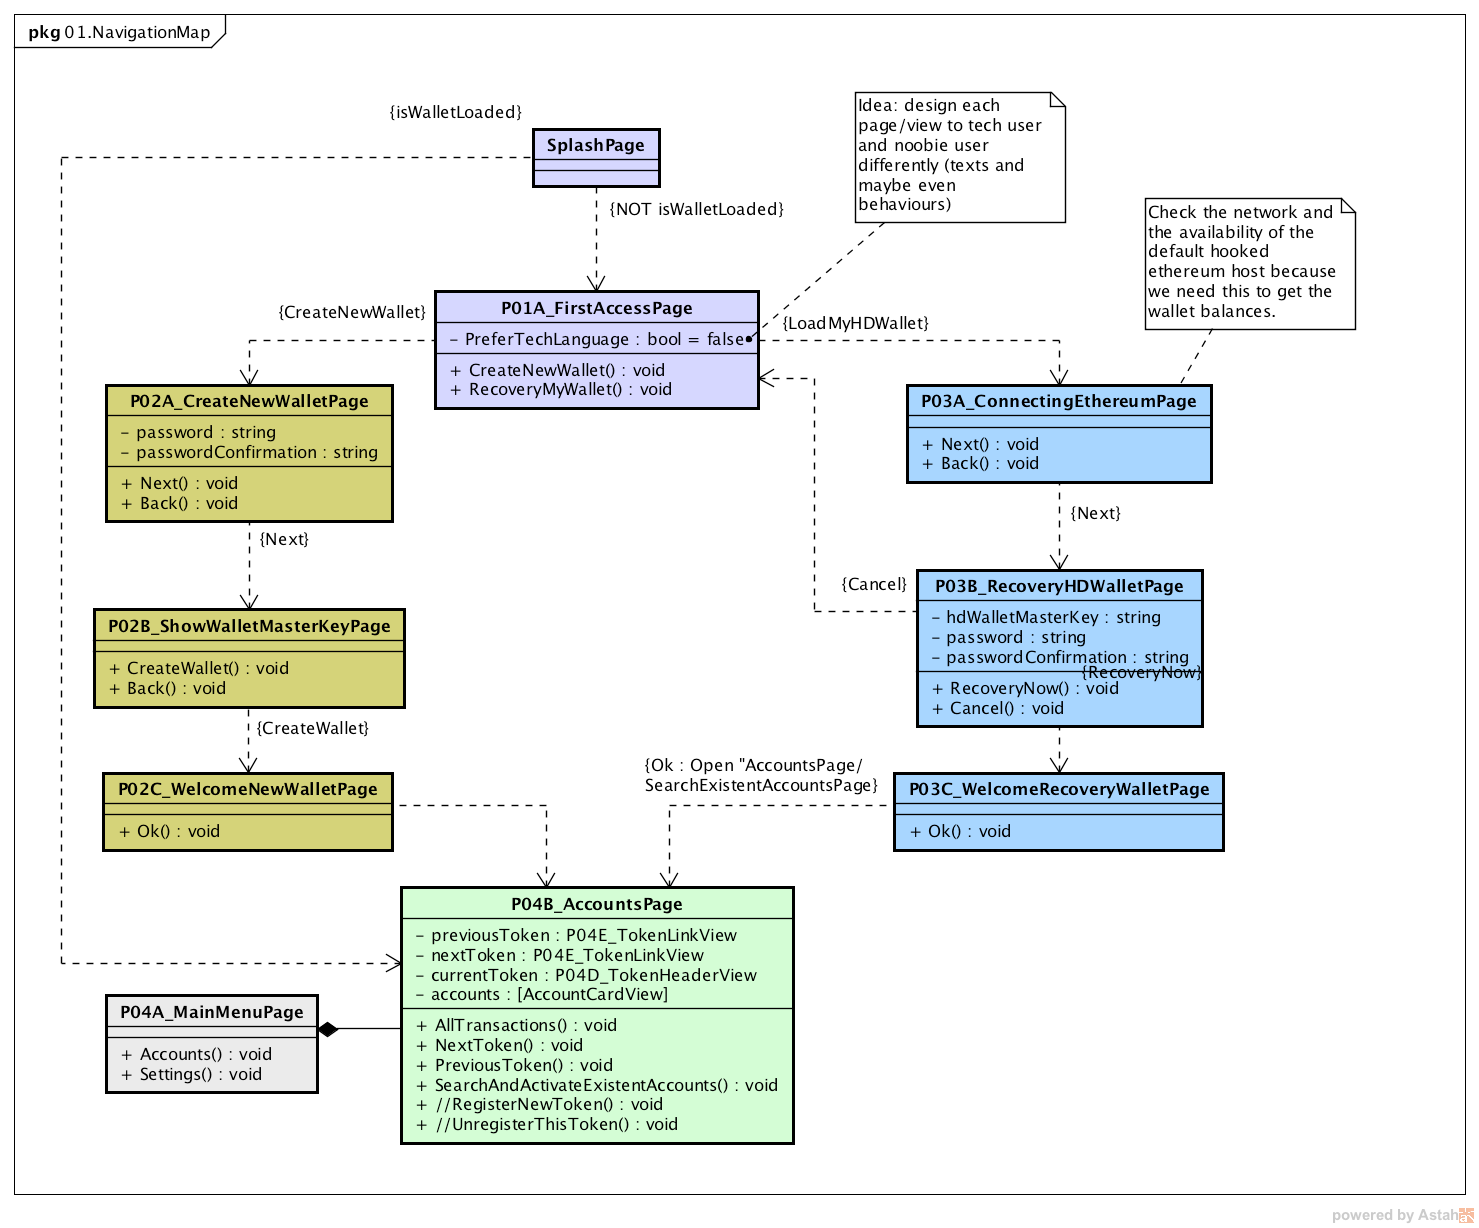 pkg 01.NavigationMap
{isWalletLoaded}
SplashPage
{NOT isWalletLoaded}
Idea: design each
page/view to tech user
and noobie user
differently (texts and
maybe even
behaviours)
Check the network and
the availability of the
default hooked
ethereum host because
we need this to get the
wallet balances.
{CreateNewWallet}
P01A_FirstAccessPage
- PreferTechLanguage : bool = false
+ CreateNewWallet() : void
+ RecoveryMyWallet() : void
{LoadMyHDWallet}
P02A_CreateNewWalletPage
- password : string
- passwordConfirmation : string
+ Next() : void
+ Back() : void
{Next}
P03A_ConnectingEthereumPage
+ Next() : void
+ Back() : void
{Next}
{Cancel}
P02B_ShowWalletMasterKeyPage
+ CreateWallet() : void
+ Back() : void
{CreateWallet}
P03B_RecoveryHDWalletPage
- hdWalletMasterKey : string
- password : string
- passwordConfirmation : string
{RecoveryNow}
+ RecoveryNow() : void
+ Cancel() : void
P02C_WelcomeNewWalletPage
+ Ok() : void
{Ok : Open "AccountsPage/
SearchExistentAccountsPage}
P03C_WelcomeRecoveryWalletPage
+ Ok() : void
P04B_AccountsPage
- previousToken : P04E_TokenLinkView
- nextToken : P04E_TokenLinkView
- currentToken : P04D_TokenHeaderView
- accounts : [AccountCardView]
+ AllTransactions() : void
+ NextToken() : void
+ PreviousToken() : void
+ SearchAndActivateExistentAccounts() : void
+ //RegisterNewToken() : void
+ //UnregisterThisToken() : void
P04A_MainMenuPage
+ Accounts() : void
+ Settings() : void
powered by Astah